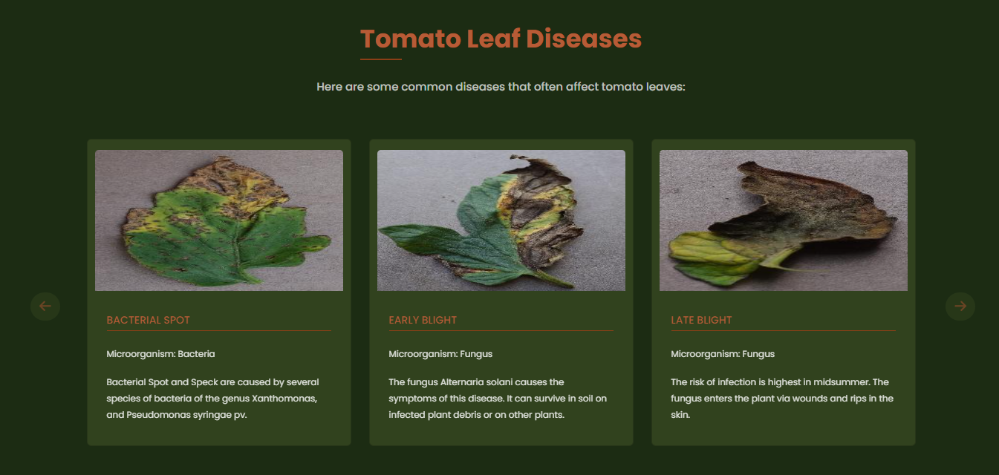 Tomato Leaf Diseases
Here are some common diseases that often affect tomato leaves:
BACTERIAL SPOT
Microorganism: Bacteria
Bacterial Spot and Speck are caused by several
species of bacteria of the genus Xanthomonas,
and Pseudomonas syringae pv.
EARLY BLIGHT
Microorganism: Fungus
The fungus Alternaria solani causes the
symptoms of this disease. It can survive in soil on
infected plant debris or on other plants.
LATE BLIGHT
Microorganism: Fungus
The risk of infection is highest in midsummer. The
fungus enters the plant via wounds and rips in the
skin.